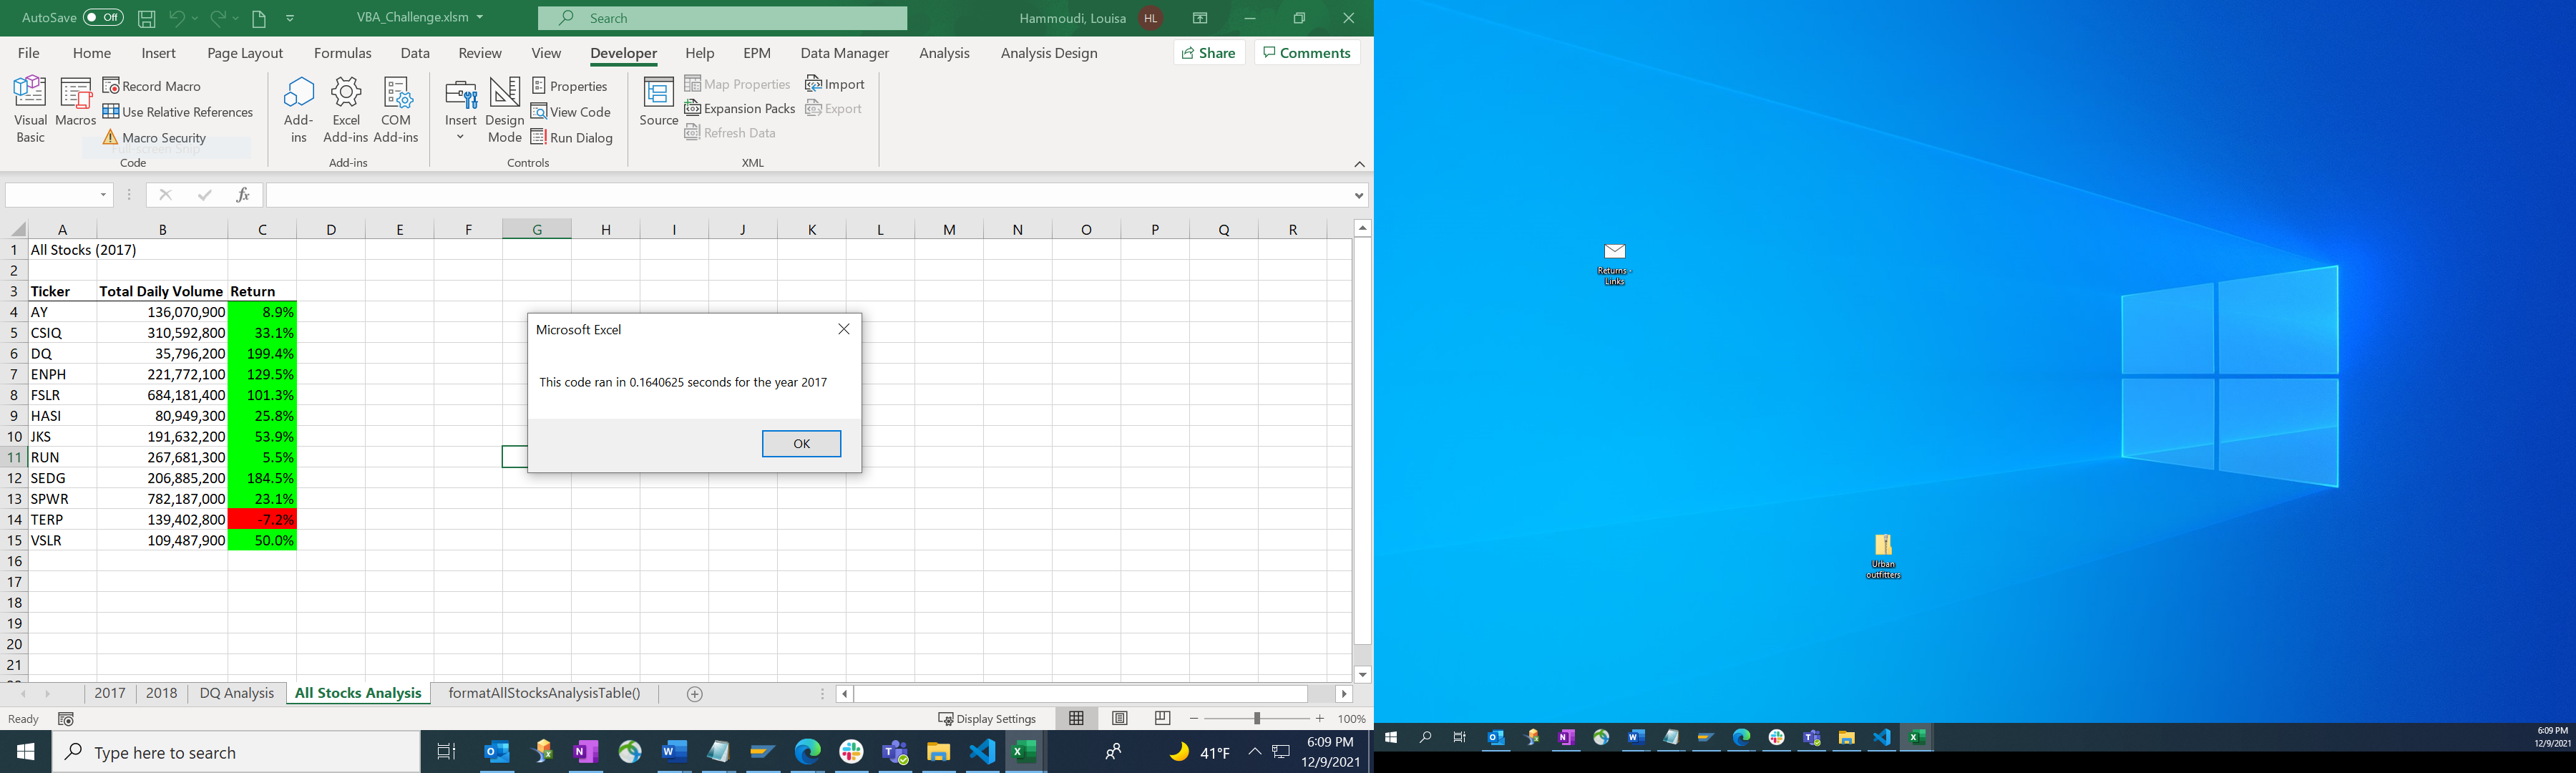 AutoSave Off VBA_Challenge.xlsm Search Hammoudi, Louisa HL
File Home Insert Page Layout Formulas Data Review View Developer Help EPM Data Manager Analysis Analysis Design Share Comments
Visual Basic
Macros
Record Macro
Use Relative References
Macro Security
Full-screen Snip
Code
Add-ins
Excel Add-ins
COM Add-ins
Add-ins
Insert
Design Mode
Properties
View Code
Run Dialog
Controls
Source
Map Properties
Expansion Packs
Refresh Data
Import
Export
XML
fx
A B C D E F G H I J K L M N O P Q R
1 All Stocks (2017)
2
3 Ticker Total Daily Volume Return
4 AY 136,070,900 8.9%
5 CSIQ 310,592,800 33.1%
6 DQ 35,796,200 199.4%
7 ENPH 221,772,100 129.5%
8 FSLR 684,181,400 101.3%
9 HASI 80,949,300 25.8%
10 JKS 191,632,200 53.9%
11 RUN 267,681,300 5.5%
12 SEDG 206,885,200 184.5%
13 SPWR 782,187,000 23.1%
14 TERP 139,402,800 -7.2%
15 VSLR 109,487,900 50.0%
16
17
18
19
20
21
Microsoft Excel
This code ran in 0.1640625 seconds for the year 2017
OK
2017 2018 DQ Analysis All Stocks Analysis formatAllStocksAnalysisTable()
Ready Display Settings 100%
Type here to search 41°F 6:09 PM
12/9/2021
Returns -
Links
Urban
outfitters
6:09 PM
12/9/2021